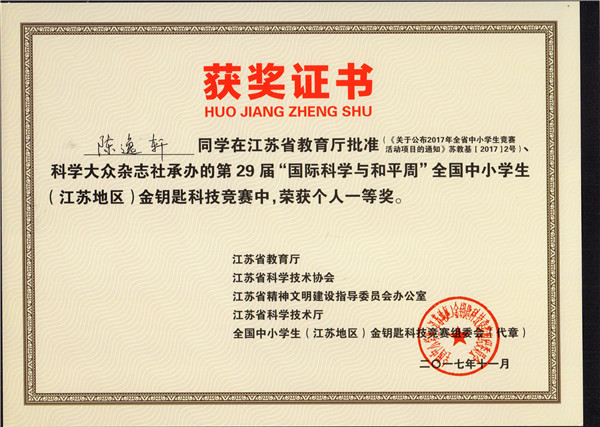 获奖证书
HUO JIANG ZHENG SHU
陈逸轩 同学在江苏省教育厅批准(《关于公布2017年全省中小学生竞赛活动项目的通知》苏教基[2017]2号)、
科学大众杂志社承办的第29届“国际科学与和平周”全国中小学生
(江苏地区)金钥匙科技竞赛中,荣获个人一等奖。
江苏省教育厅
江苏省科学技术协会
江苏省精神文明建设指导委员会办公室
江苏省科学技术厅
全国中小学生(江苏地区)金钥匙科技竞赛组委会(代章)
二〇一七年十一月